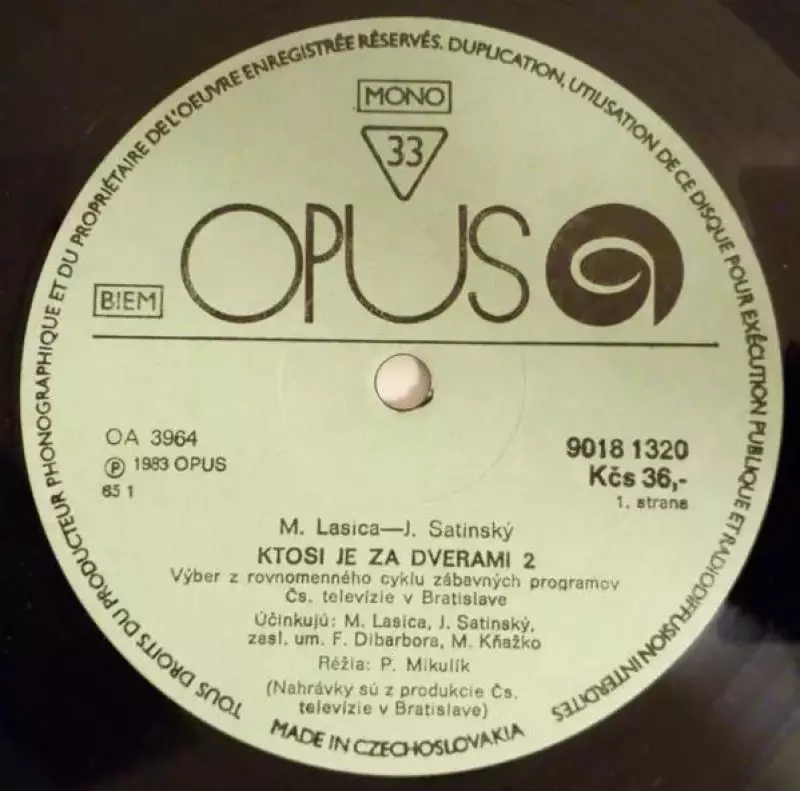 TOUS DROITS DU PRODUCTEUR PHONOGRAPHIQUE ET DU PROPRIÉTAIRE DE L'OEUVRE ENREGISTRÉE RÉSERVÉS. DUPLICATION, UTILISATION DE CE DISQUE POUR EXÉCUTION PUBLIQUE ET RADIODIFFUSION INTERDITES
MONO
33
OPUS
BIEM
OA 3964
℗ 1983 OPUS
65 1
9018 1320
Kčs 36,-
1. strana
M. Lasica—J. Satinský
KTOSI JE ZA DVERAMI 2
Výber z rovnomenného cyklu zábavných programov
Čs. televízie v Bratislave
Účinkujú: M. Lasica, J. Satinský,
zasl. um. F. Dibarbora, M. Kňažko
Réžia: P. Mikulík
(Nahrávky sú z produkcie Čs.
televízie v Bratislave)
MADE IN CZECHOSLOVAKIA